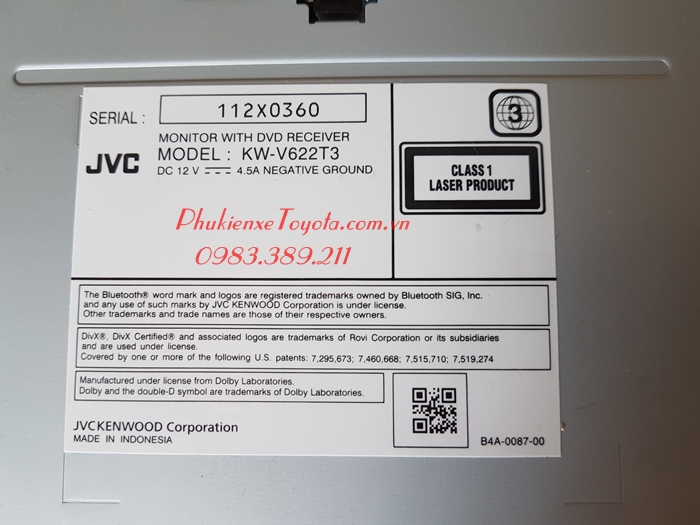 SERIAL : 112X0360
JVC
MONITOR WITH DVD RECEIVER
MODEL : KW-V622T3
DC 12 V 4.5A NEGATIVE GROUND
3
CLASS 1
LASER PRODUCT
PhukienxeToyota.com.vn
0983.389.211
The Bluetooth® word mark and logos are registered trademarks owned by Bluetooth SIG, Inc.
and any use of such marks by JVC KENWOOD Corporation is under license.
Other trademarks and trade names are those of their respective owners.
DivX®, DivX Certified® and associated logos are trademarks of Rovi Corporation or its subsidiaries
and are used under license.
Covered by one or more of the following U.S. patents: 7,295,673; 7,460,668; 7,515,710; 7,519,274
Manufactured under license from Dolby Laboratories.
Dolby and the double-D symbol are trademarks of Dolby Laboratories.
JVCKENWOOD Corporation
MADE IN INDONESIA
B4A-0087-00